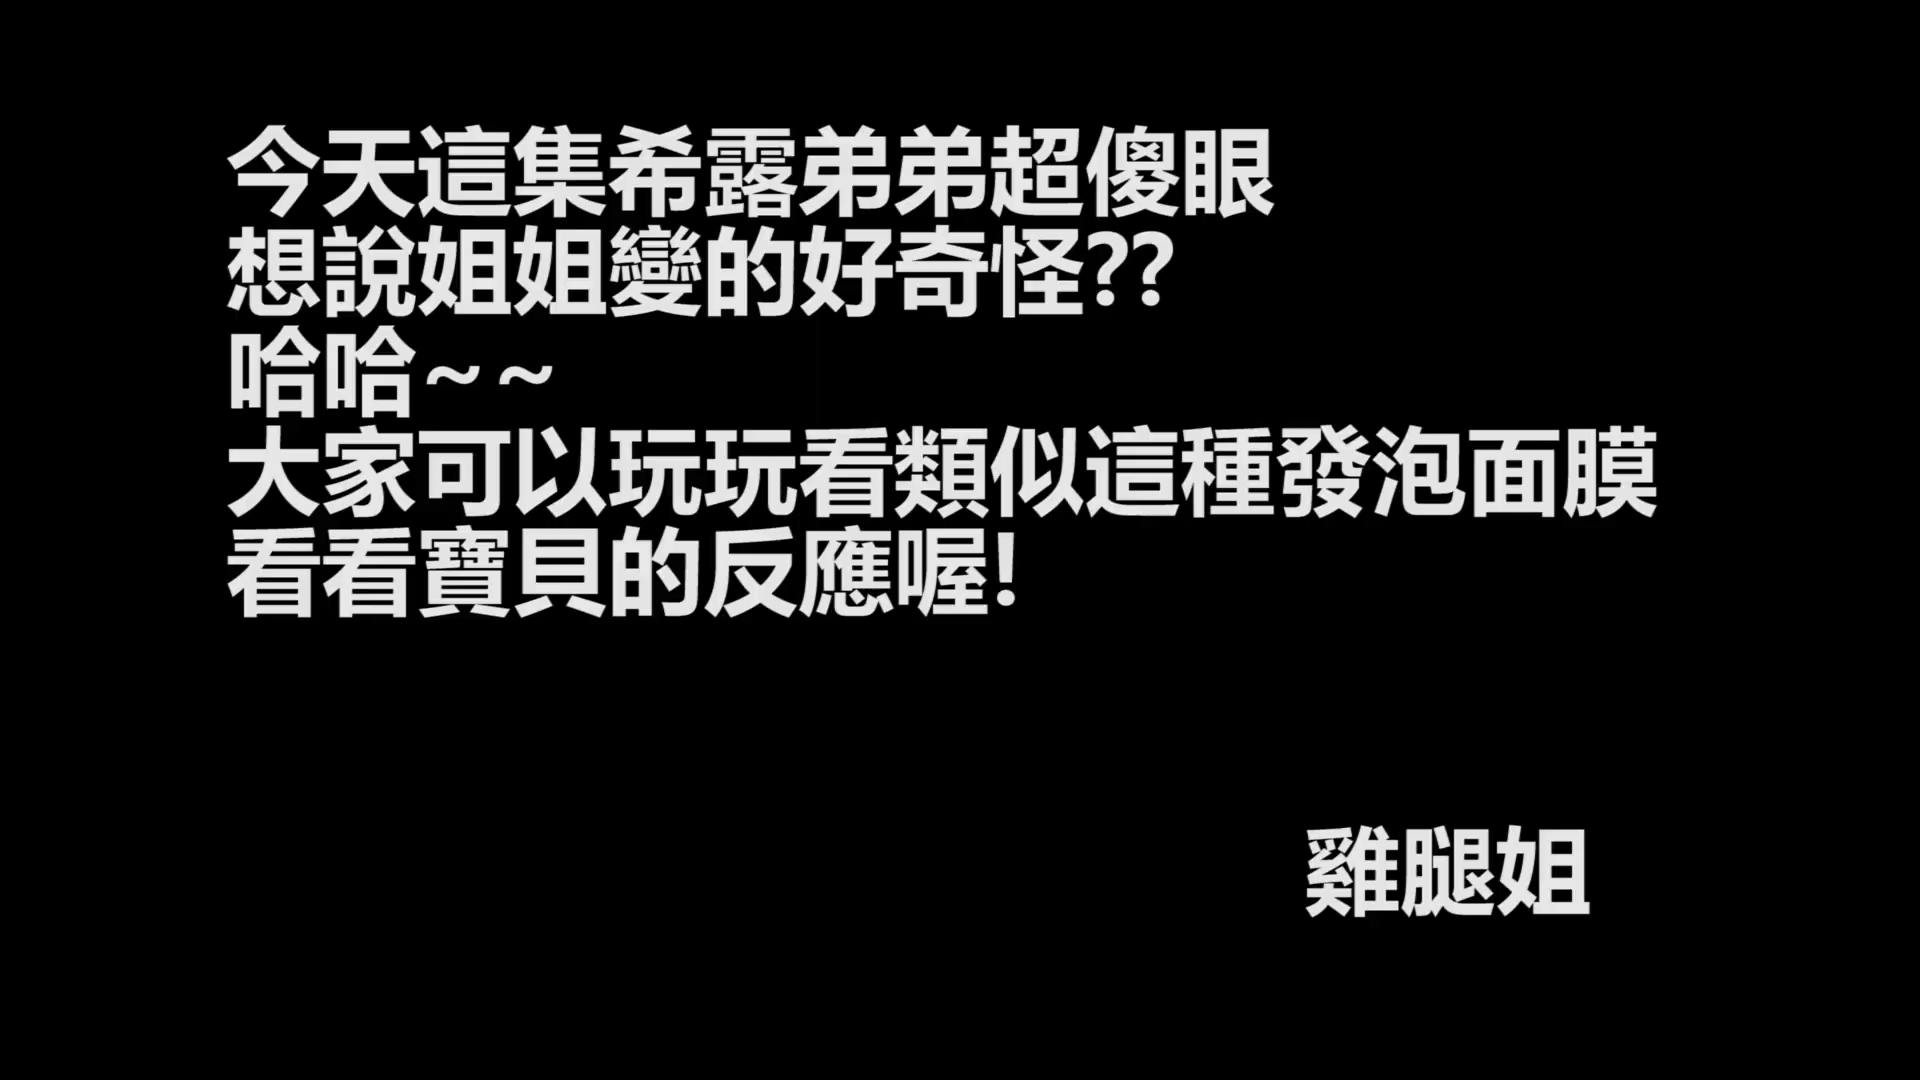 今天這集希露弟弟超傻眼
想說姐姐變的好奇怪??
哈哈~~
大家可以玩玩看類似這種發泡面膜
看看寶貝的反應喔!
雞腿姐